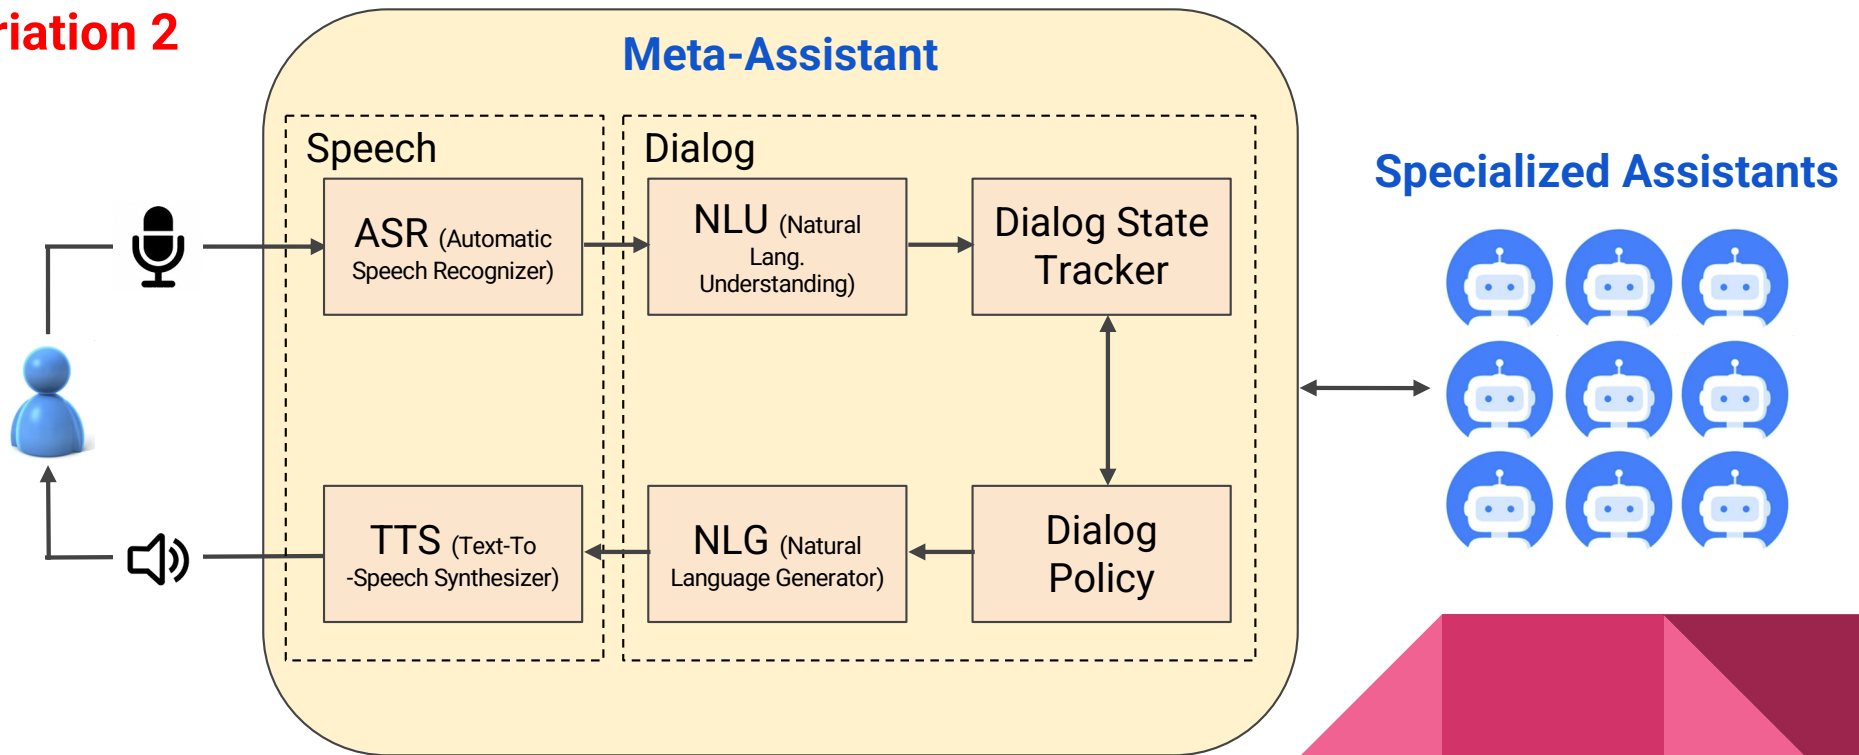 riation 2
Meta-Assistant
Speech
Dialog
Specialized Assistants
ASR (Automatic
Speech Recognizer)
NLU (Natural
Lang.
Understanding)
Dialog State
Tracker
TTS (Text-To
-Speech Synthesizer)
NLG (Natural
Language Generator)
Dialog
Policy